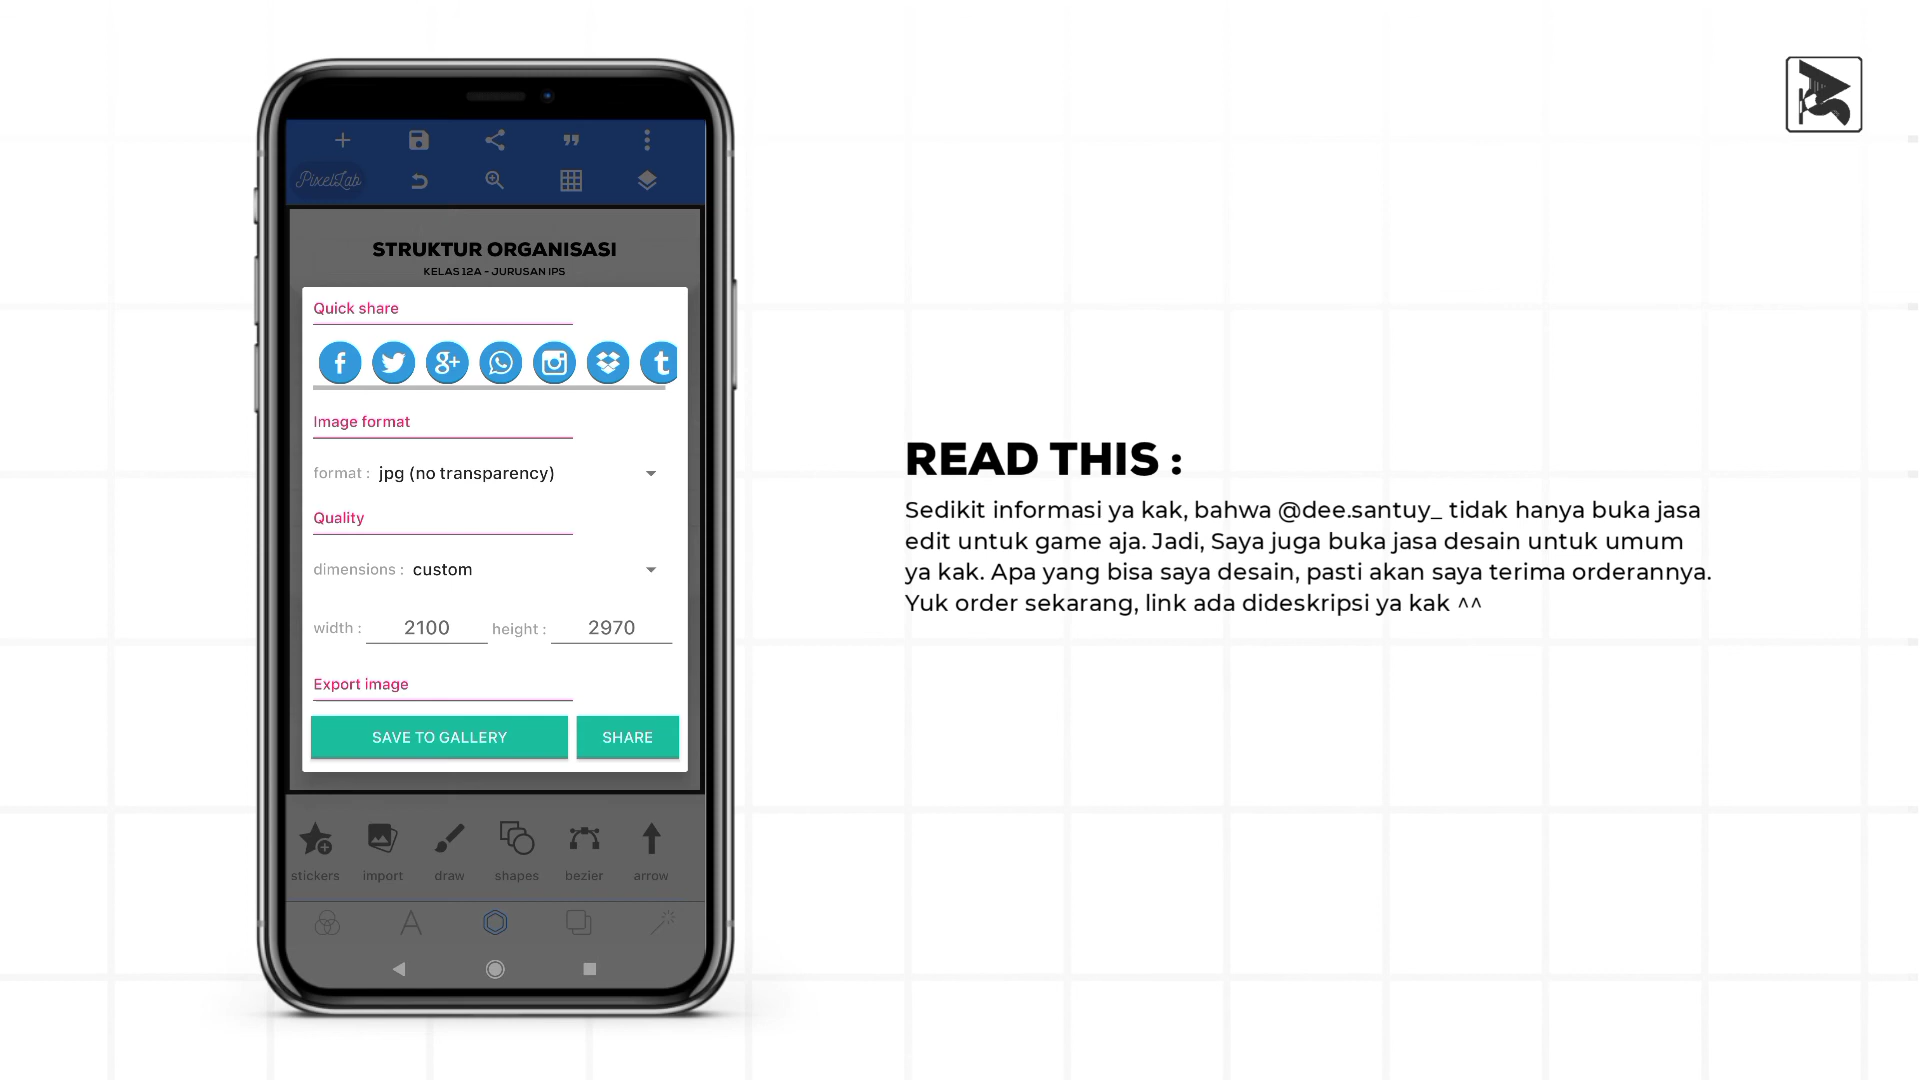 PixelLab
STRUKTUR ORGANISASI
KELAS 12A - JURUSAN IPS
Quick share
Image format
format : jpg (no transparency)
Quality
dimensions : custom
width : 2100 height : 2970
Export image
SAVE TO GALLERY SHARE
stickers import draw shapes bezier arrow
READ THIS :
Sedikit informasi ya kak, bahwa @dee.santuy_ tidak hanya buka jasa
edit untuk game aja. Jadi, Saya juga buka jasa desain untuk umum
ya kak. Apa yang bisa saya desain, pasti akan saya terima orderannya.
Yuk order sekarang, link ada dideskripsi ya kak ^^